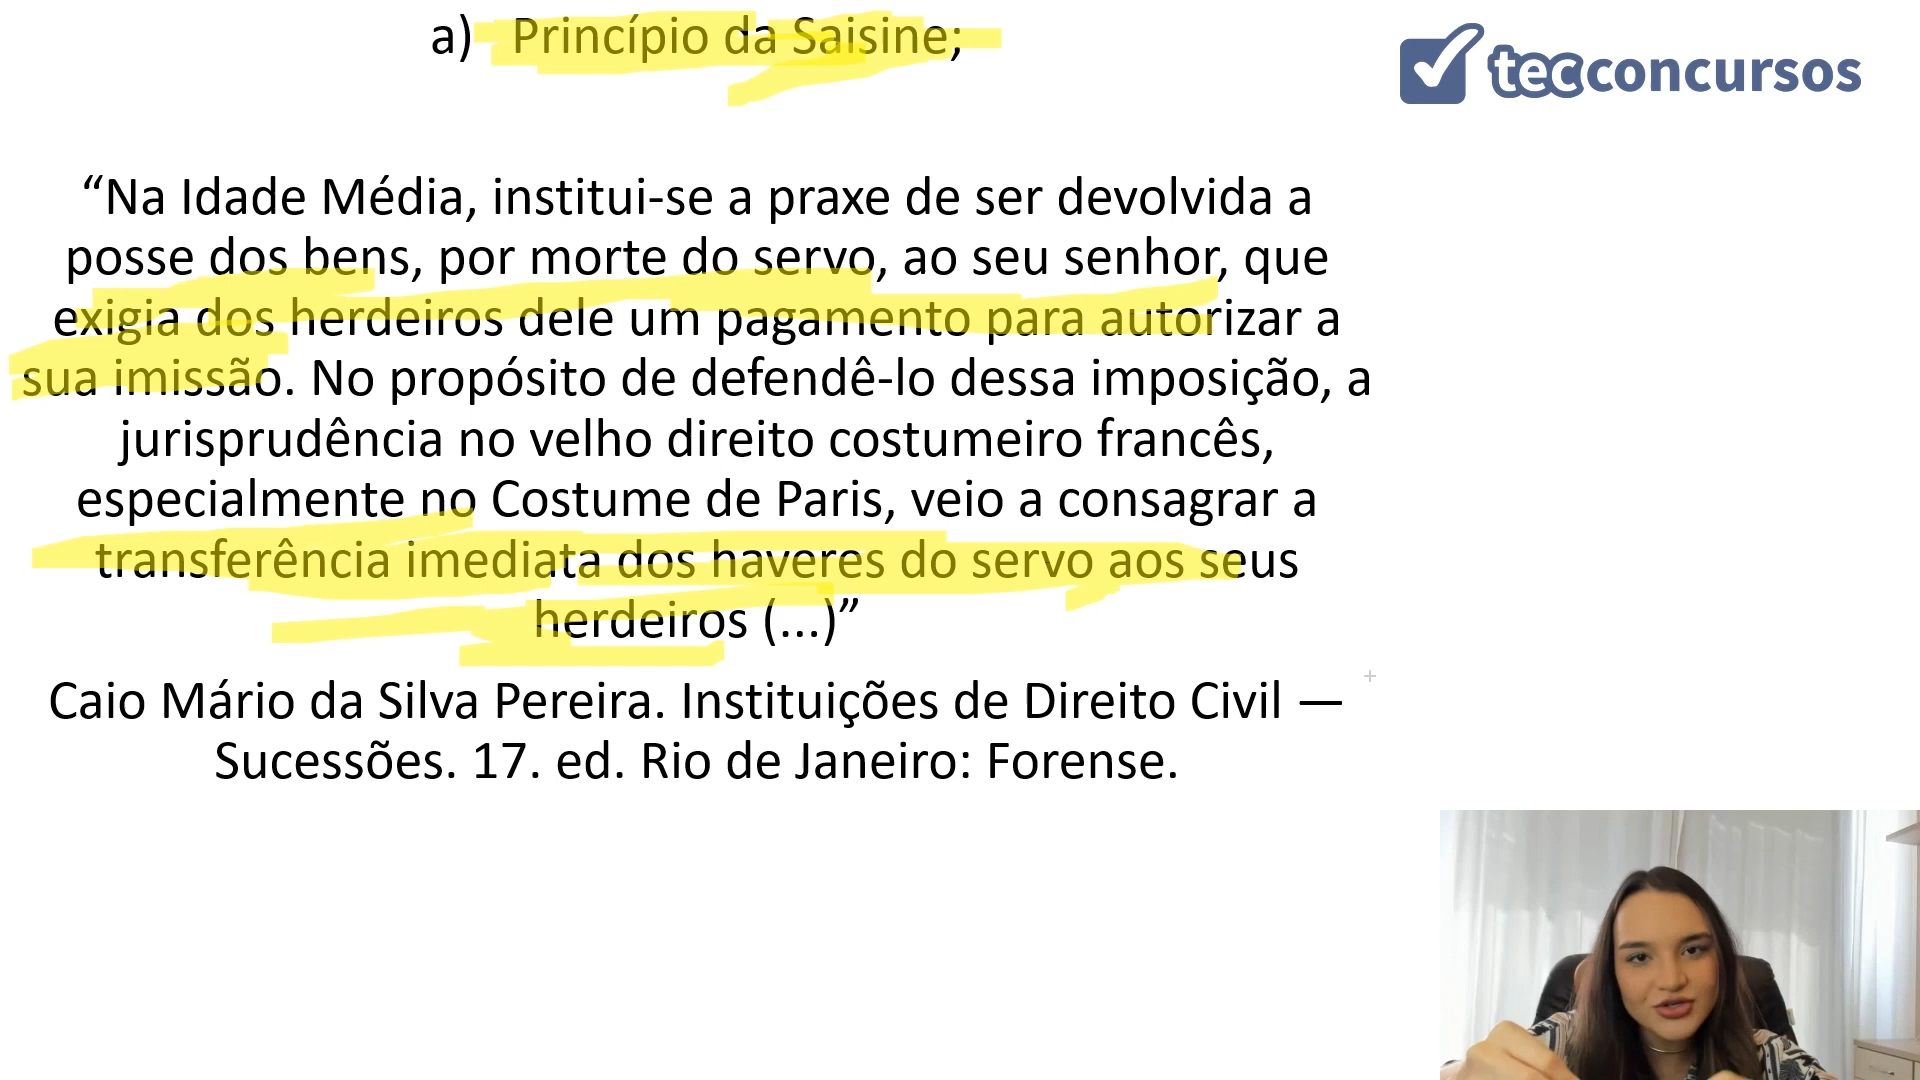 a) Princípio da Saisine;
tecconcursos
“Na Idade Média, institui-se a praxe de ser devolvida a
posse dos bens, por morte do servo, ao seu senhor, que
exigia dos herdeiros dele um pagamento para autorizar a
sua imissão. No propósito de defendê-lo dessa imposição, a
jurisprudência no velho direito costumeiro francês,
especialmente no Costume de Paris, veio a consagrar a
transferência imediata dos haveres do servo aos seus
herdeiros (...)”
Caio Mário da Silva Pereira. Instituições de Direito Civil —
Sucessões. 17. ed. Rio de Janeiro: Forense.